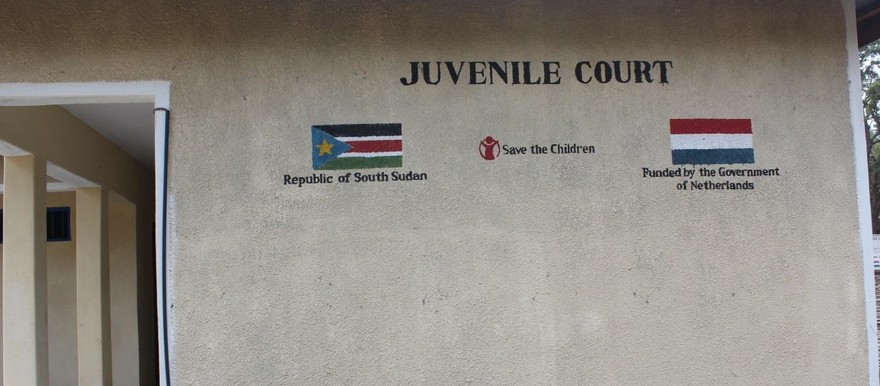 JUVENILE COURT
Republic of South Sudan
Save the Children
Funded by the Government
of Netherlands